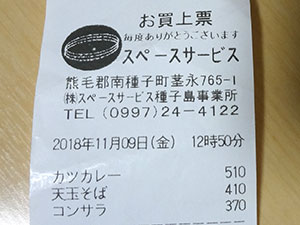 お買上票
毎度ありがとうございます
スペースサービス
熊毛郡南種子町茎永765-1
(株)スペースサービス種子島事業所
TEL (0997)24-4122
2018年11月09日(金) 12時50分
カツカレー 510
天玉そば 410
コンサラ 370